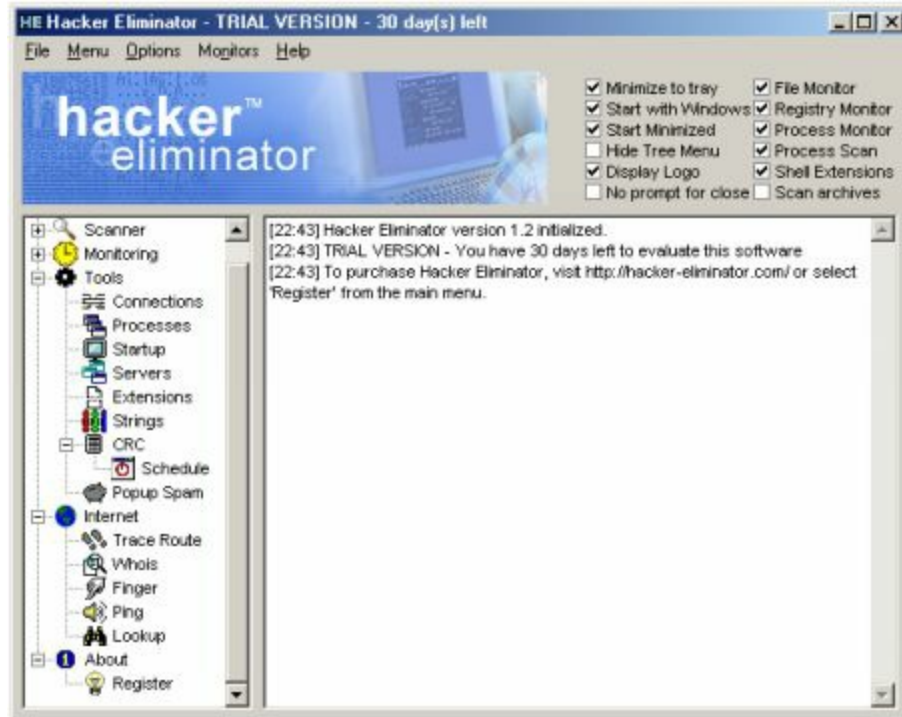 HE Hacker Eliminator - TRIAL VERSION - 30 day(s) left
File Menu Options Monitors Help
hacker™
eliminator
Minimize to tray
Start with Windows
Start Minimized
Hide Tree Menu
Display Logo
No prompt for close
File Monitor
Registry Monitor
Process Monitor
Process Scan
Shell Extensions
Scan archives
Scanner
Monitoring
Tools
Connections
Processes
Startup
Servers
Extensions
Strings
CRC
Schedule
Popup Spam
Internet
Trace Route
Whois
Finger
Ping
Lookup
About
Register
[22:43] Hacker Eliminator version 1.2 initialized.
[22:43] TRIAL VERSION - You have 30 days left to evaluate this software
[22:43] To purchase Hacker Eliminator, visit http://hacker-eliminator.com/ or select
'Register' from the main menu.